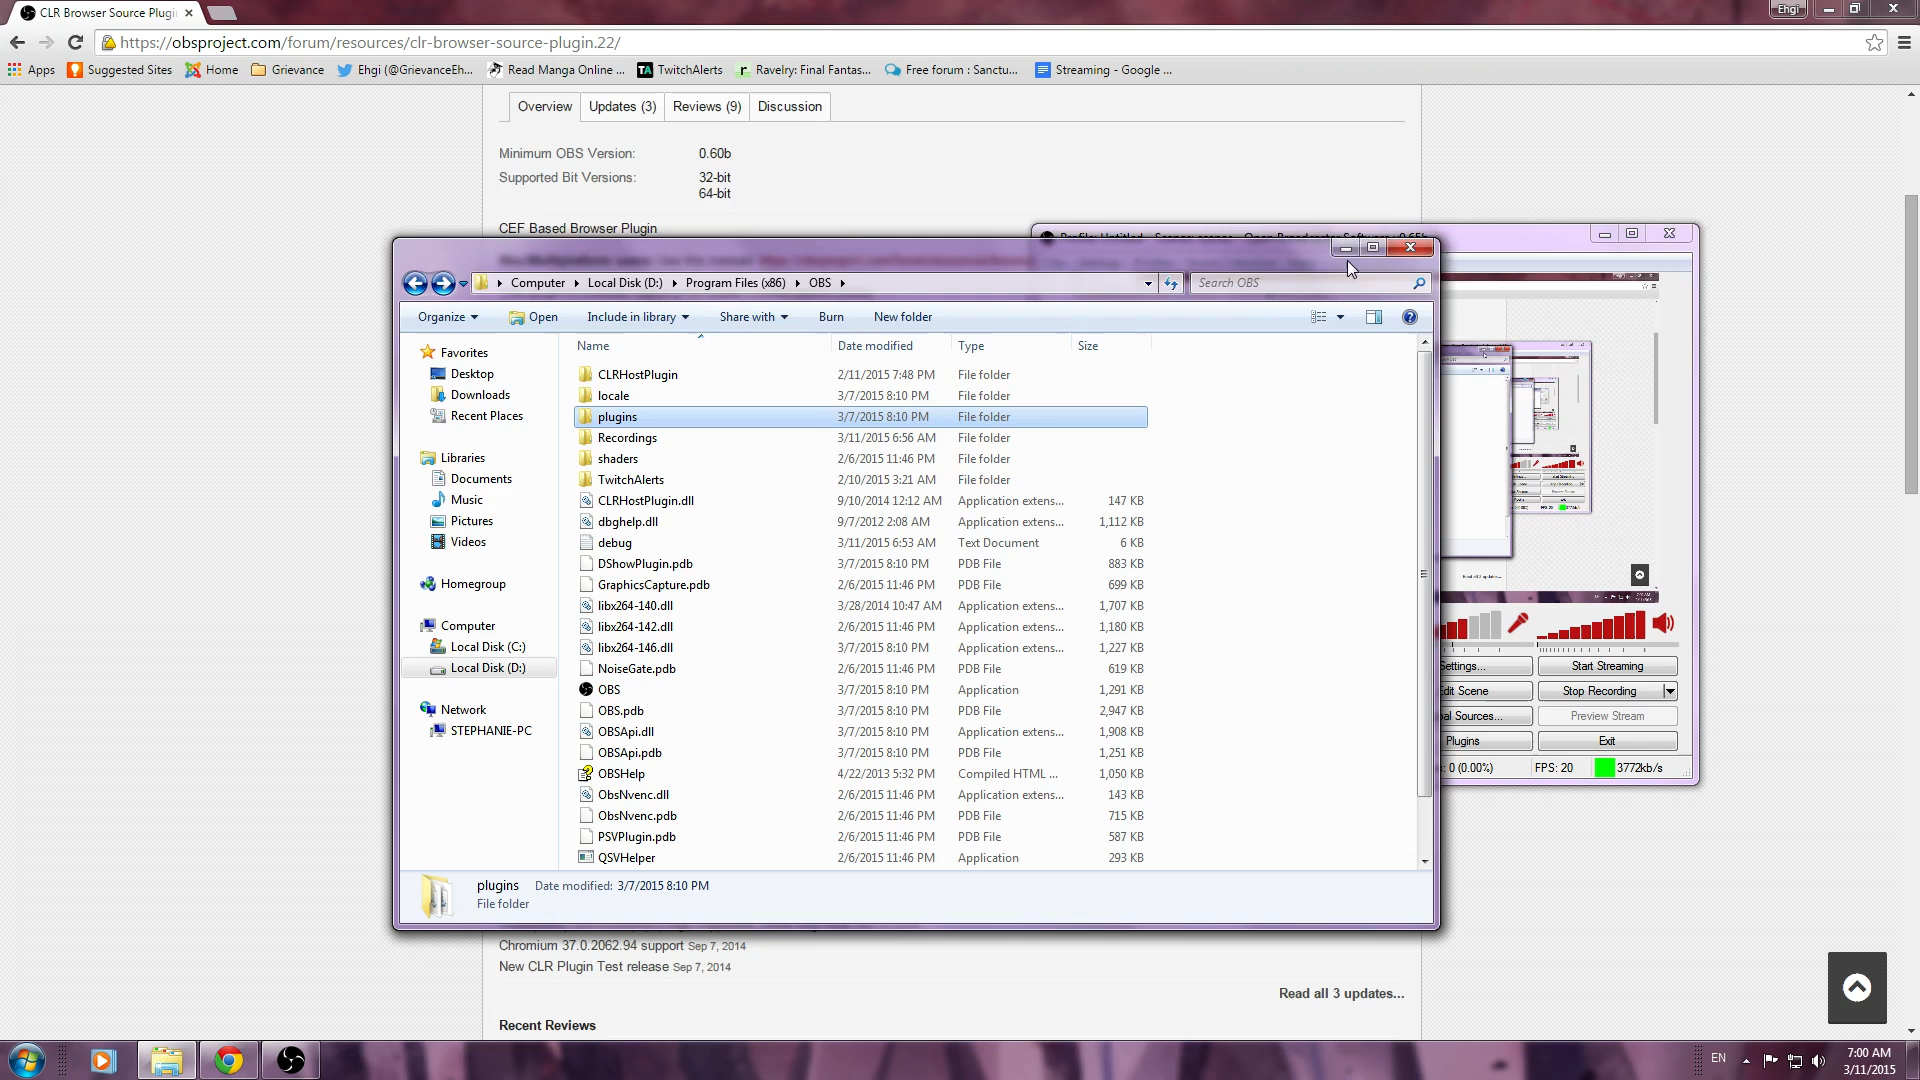 CLR Browser Source Plugi
Ehgi
https://obsproject.com/forum/resources/clr-browser-source-plugin.22/
Apps Suggested Sites Home Grievance Ehgi (@GrievanceEh... Read Manga Online ... TwitchAlerts Ravelry: Final Fantas... Free forum : Sanctu... Streaming - Google ...
Overview Updates (3) Reviews (9) Discussion
Minimum OBS Version: 0.60b
Supported Bit Versions: 32-bit
64-bit
CEF Based Browser Plugin
Computer Local Disk (D:) Program Files (x86) OBS
Search OBS
Organize Open Include in library Share with Burn New folder
Favorites
Desktop
Downloads
Recent Places
Libraries
Documents
Music
Pictures
Videos
Homegroup
Computer
Local Disk (C:)
Local Disk (D:)
Network
STEPHANIE-PC
Name Date modified Type Size
CLRHostPlugin 2/11/2015 7:48 PM File folder
locale 3/7/2015 8:10 PM File folder
plugins 3/7/2015 8:10 PM File folder
Recordings 3/11/2015 6:56 AM File folder
shaders 2/6/2015 11:46 PM File folder
TwitchAlerts 2/10/2015 3:21 AM File folder
CLRHostPlugin.dll 9/10/2014 12:12 AM Application extens... 147 KB
dbghelp.dll 9/7/2012 2:08 AM Application extens... 1,112 KB
debug 3/11/2015 6:53 AM Text Document 6 KB
DShowPlugin.pdb 3/7/2015 8:10 PM PDB File 883 KB
GraphicsCapture.pdb 2/6/2015 11:46 PM PDB File 699 KB
libx264-140.dll 3/28/2014 10:47 AM Application extens... 1,707 KB
libx264-142.dll 2/6/2015 11:46 PM Application extens... 1,180 KB
libx264-146.dll 3/7/2015 8:10 PM Application extens... 1,227 KB
NoiseGate.pdb 2/6/2015 11:46 PM PDB File 619 KB
OBS 3/7/2015 8:10 PM Application 1,291 KB
OBS.pdb 3/7/2015 8:10 PM PDB File 2,947 KB
OBSApi.dll 3/7/2015 8:10 PM Application extens... 1,908 KB
OBSApi.pdb 3/7/2015 8:10 PM PDB File 1,251 KB
OBSHelp 4/22/2013 5:32 PM Compiled HTML ... 1,050 KB
ObsNvenc.dll 2/6/2015 11:46 PM Application extens... 143 KB
ObsNvenc.pdb 2/6/2015 11:46 PM PDB File 715 KB
PSVPlugin.pdb 2/6/2015 11:46 PM PDB File 587 KB
QSVHelper 2/6/2015 11:46 PM Application 293 KB
plugins Date modified: 3/7/2015 8:10 PM
File folder
ettings... Start Streaming
dit Scene Stop Recording
al Sources... Preview Stream
Plugins Exit
: 0 (0.00%) FPS: 20 3772kb/s
Chromium 37.0.2062.94 support Sep 7, 2014
New CLR Plugin Test release Sep 7, 2014
Read all 3 updates...
Recent Reviews
EN 7:00 AM
3/11/2015